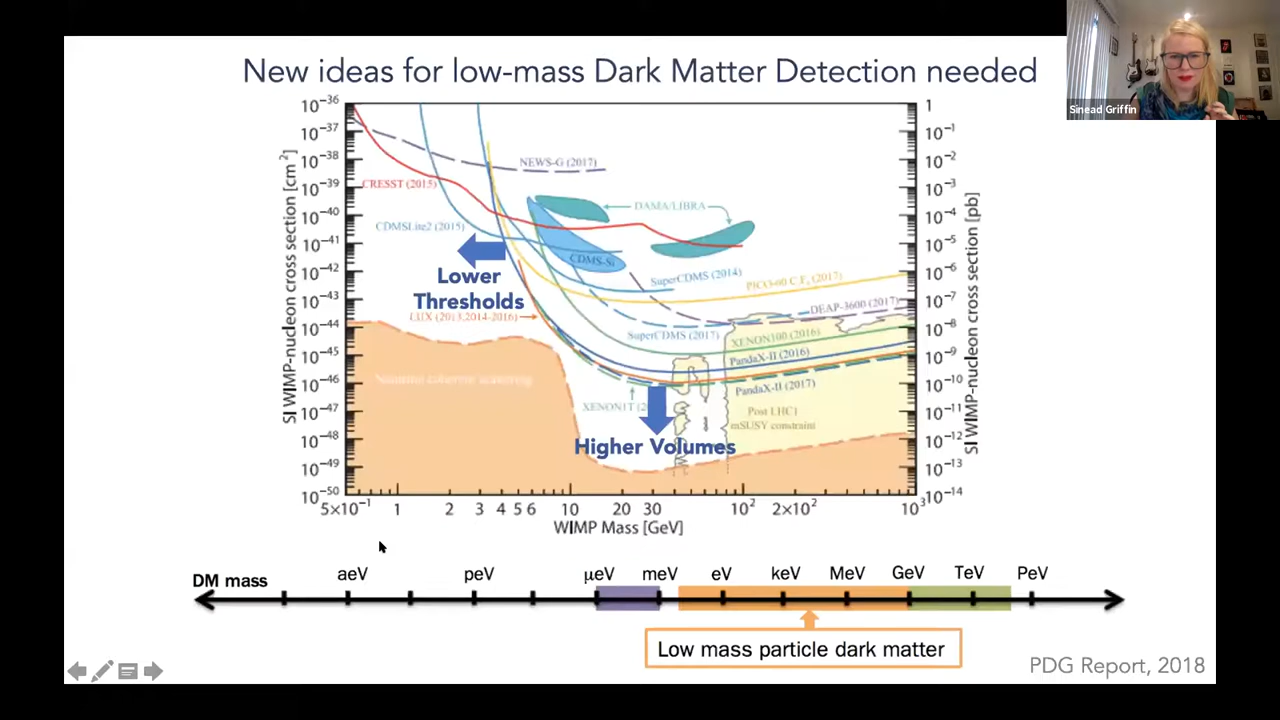 New ideas for low-mass Dark Matter Detection needed
Sinead Griffin
SI WIMP-nucleon cross section [cm²]
10⁻³⁶
10⁻³⁷
10⁻³⁸
10⁻³⁹
10⁻⁴⁰
10⁻⁴¹
10⁻⁴²
10⁻⁴³
10⁻⁴⁴
10⁻⁴⁵
10⁻⁴⁶
10⁻⁴⁷
10⁻⁴⁸
10⁻⁴⁹
10⁻⁵⁰
NEWS-G (2017)
CRESST (2015)
DAMA/LIBRA
CDMSLite2 (2015)
CDMS-Si
Lower
Thresholds
SuperCDMS (2014)
PICO-60 C₃F₈ (2017)
DEAP-3600 (2017)
LUX (2013,2014-2016)
SuperCDMS (2017)
XENON100 (2016)
PandaX-II (2016)
Neutrino coherent scattering
PandaX-II (2017)
XENON1T (2
Post LHC1
mSUSY constraint
Higher Volumes
1
10⁻¹
10⁻²
10⁻³
10⁻⁴
10⁻⁵
10⁻⁶
10⁻⁷
10⁻⁸
10⁻⁹
10⁻¹⁰
10⁻¹¹
10⁻¹²
10⁻¹³
10⁻¹⁴
SI WIMP-nucleon cross section [pb]
5×10⁻¹ 1 2 3 4 5 6 10 20 30 10² 2×10² 10³
WIMP Mass [GeV]
DM mass aeV peV μeV meV eV keV MeV GeV TeV PeV
Low mass particle dark matter
PDG Report, 2018